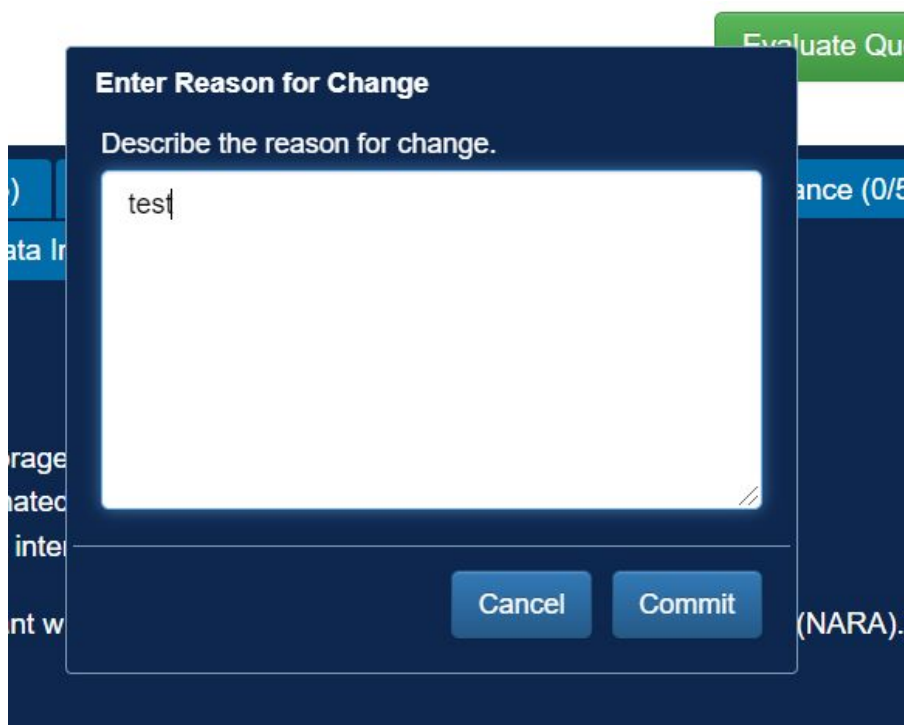 Evaluate Qu
Enter Reason for Change
Describe the reason for change.
test
ance (0/5
ata In
rage
nated
inter
Cancel
Commit
nt w
(NARA).